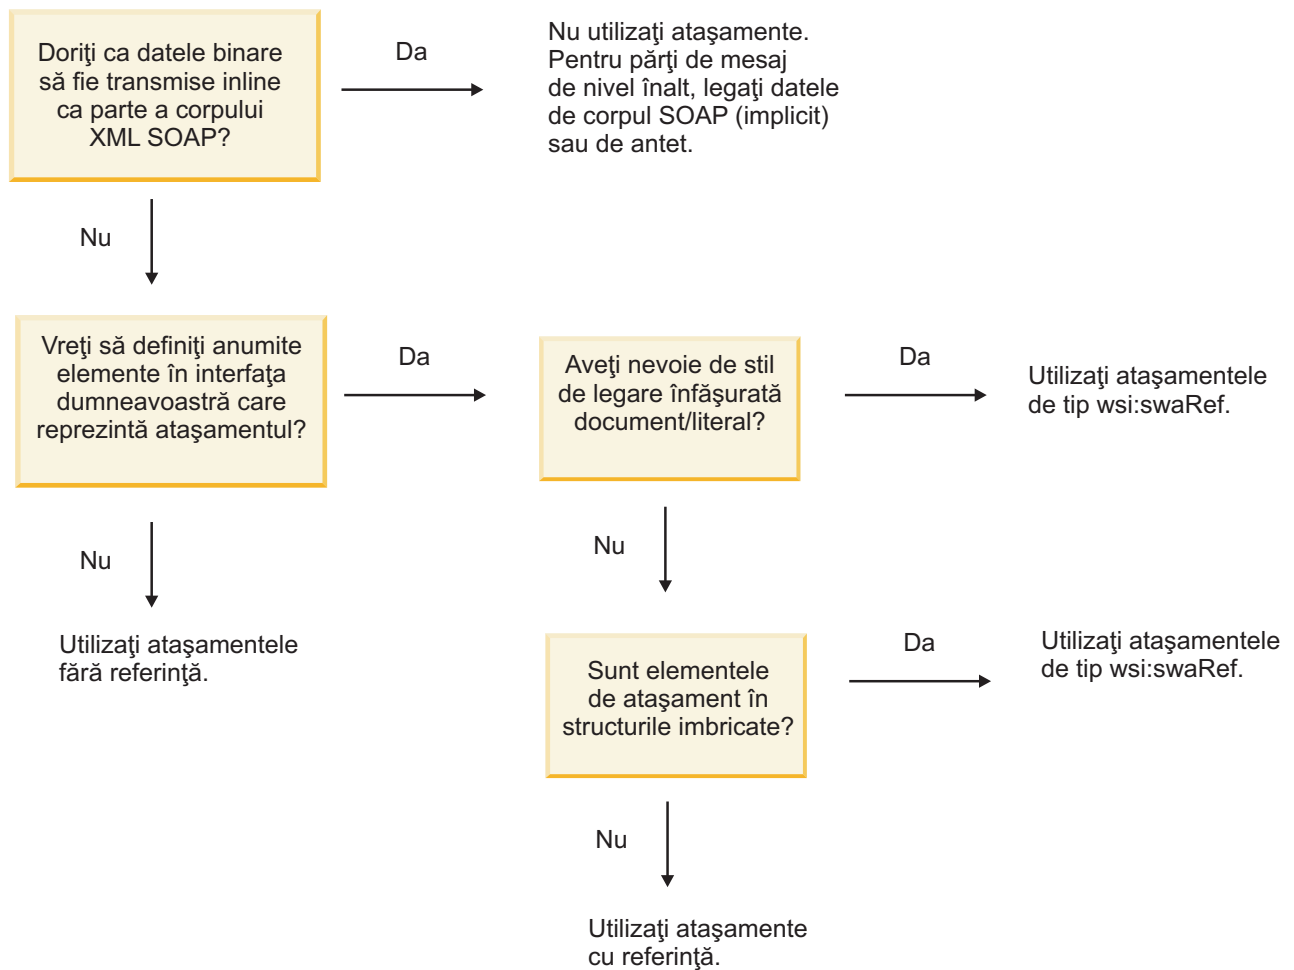 Doriţi ca datele binare
să fie transmise inline
ca parte a corpului
XML SOAP?
Da
Nu utilizaţi ataşamente.
Pentru părţi de mesaj
de nivel înalt, legaţi datele
de corpul SOAP (implicit)
sau de antet.
Nu
Vreţi să definiţi anumite
elemente în interfaţa
dumneavoastră care
reprezintă ataşamentul?
Da
Aveţi nevoie de stil
de legare înfăşurată
document/literal?
Da
Utilizaţi ataşamentele
de tip wsi:swaRef.
Nu
Utilizaţi ataşamentele
fără referinţă.
Nu
Sunt elementele
de ataşament în
structurile imbricate?
Da
Utilizaţi ataşamentele
de tip wsi:swaRef.
Nu
Utilizaţi ataşamente
cu referinţă.